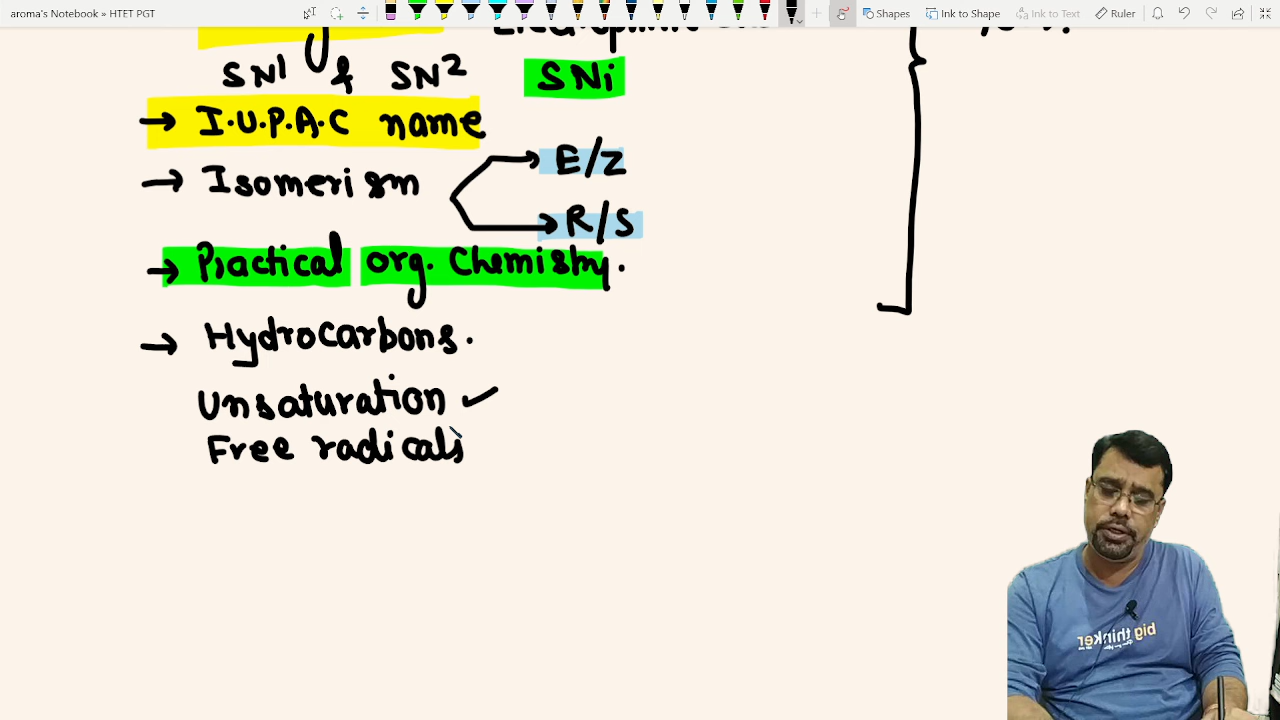 aroma's Notebook » HTET PGT
Shapes Ink to Shape Ink to Text Ruler
SN1 & SN2 SNi
→ I.U.P.A.C name
→ Isomerism → E/Z
→ R/S
→ Practical org. Chemistry.
→ Hydrocarbons.
Unsaturation ✓
Free radicals
big thinker